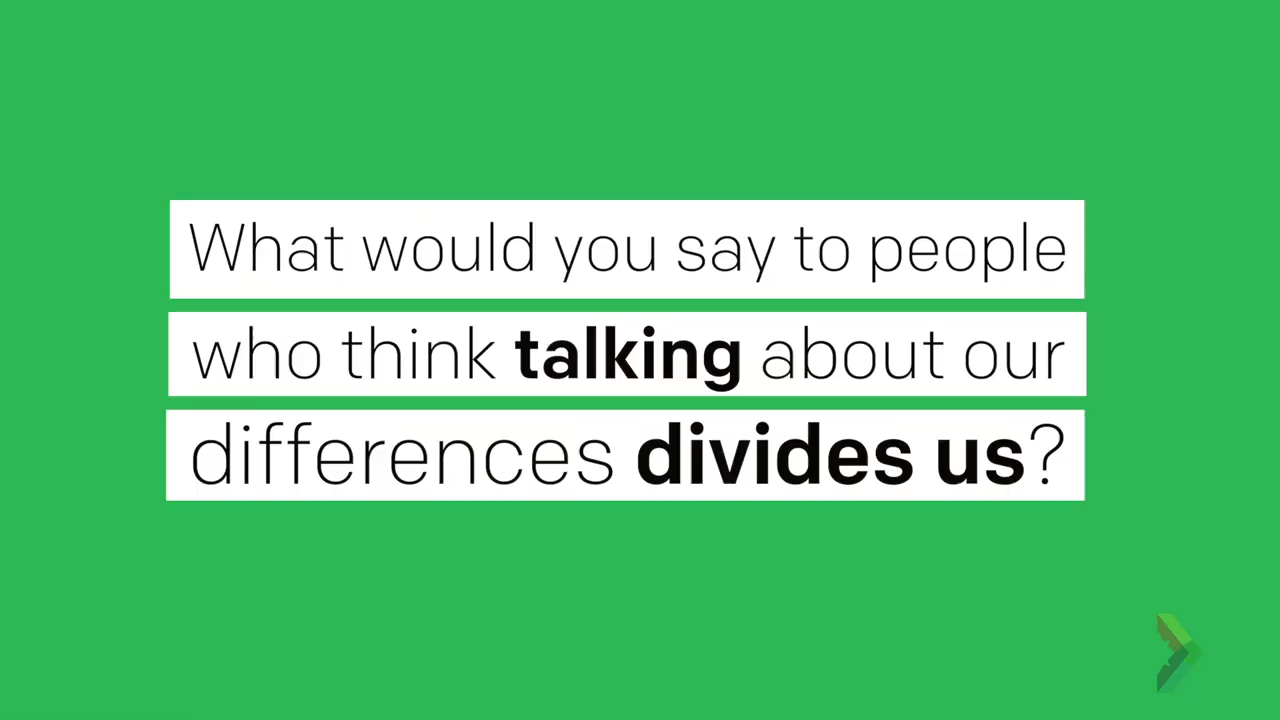 What would you say to people
who think talking about our
differences divides us?